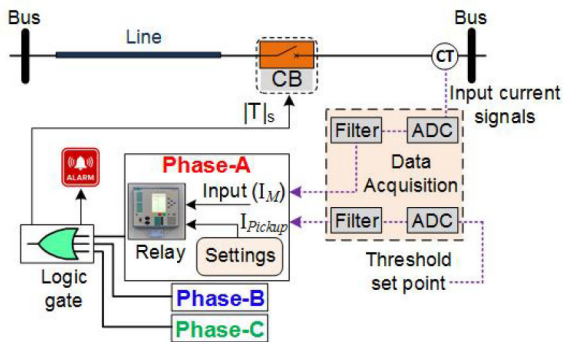 Bus
Bus
Line
CT
CB
Input current
signals
|T|s
Filter
ADC
Phase-A
Data
Acquisition
ALARM
Input (IM)
IPickup
Filter
ADC
Relay
Settings
Threshold
set point
Logic
gate
Phase-B
Phase-C